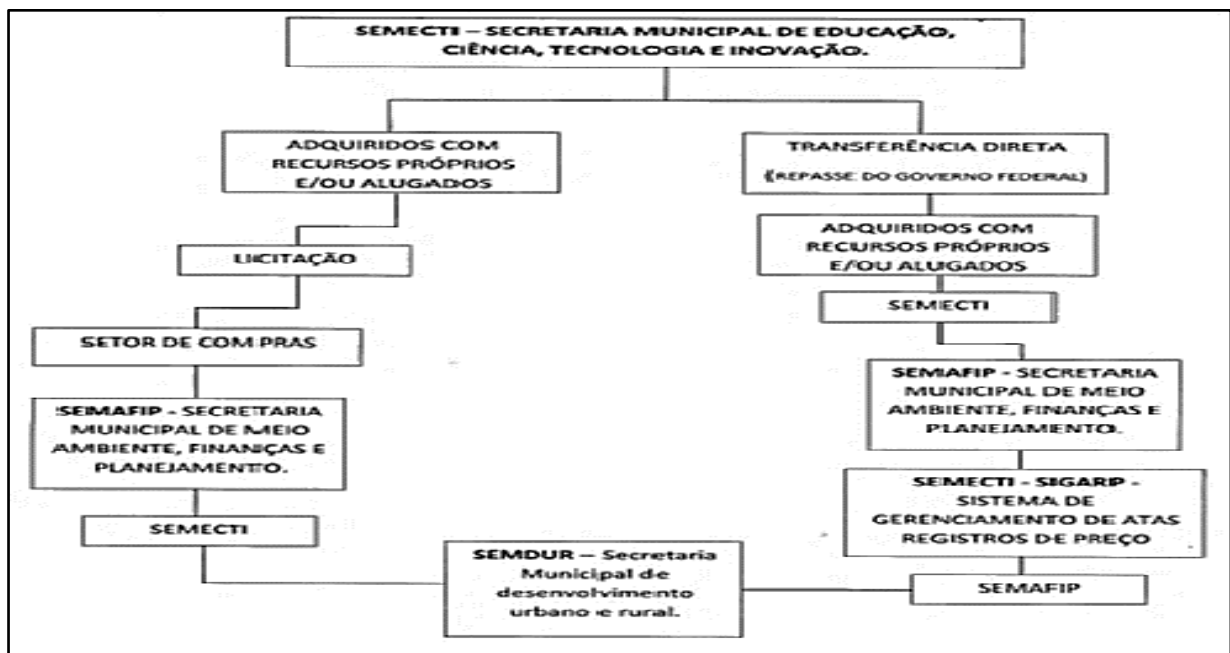 SEMECTI – SECRETARIA MUNICIPAL DE EDUCAÇÃO,
CIÊNCIA, TECNOLOGIA E INOVAÇÃO.
ADQUIRIDOS COM
RECURSOS PRÓPRIOS
E/OU ALUGADOS
LICITAÇÃO
SETOR DE COMPRAS
SEMAFIP - SECRETARIA
MUNICIPAL DE MEIO
AMBIENTE, FINANÇAS E
PLANEJAMENTO.
SEMECTI
TRANSFERÊNCIA DIRETA
(REPASSE DO GOVERNO FEDERAL)
ADQUIRIDOS COM
RECURSOS PRÓPRIOS
E/OU ALUGADOS
SEMECTI
SEMAFIP - SECRETARIA
MUNICIPAL DE MEIO
AMBIENTE, FINANÇAS E
PLANEJAMENTO.
SEMECTI - SIGARP -
SISTEMA DE
GERENCIAMENTO DE ATAS
REGISTROS DE PREÇO
SEMAFIP
SEMDUR – Secretaria
Municipal de
desenvolvimento
urbano e rural.